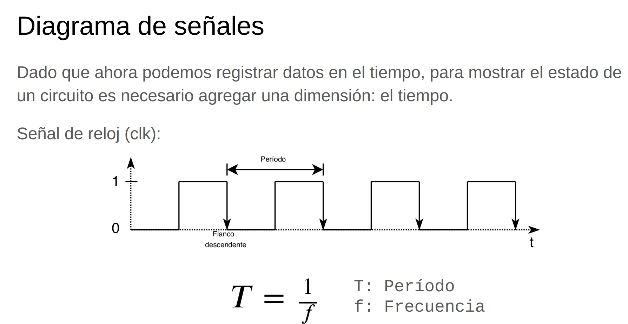 Diagrama de señales
Dado que ahora podemos registrar datos en el tiempo, para mostrar el estado de
un circuito es necesario agregar una dimensión: el tiempo.
Señal de reloj (clk):
Período
1
0
Flanco
descendente
t
T = 1/f
T: Período
f: Frecuencia